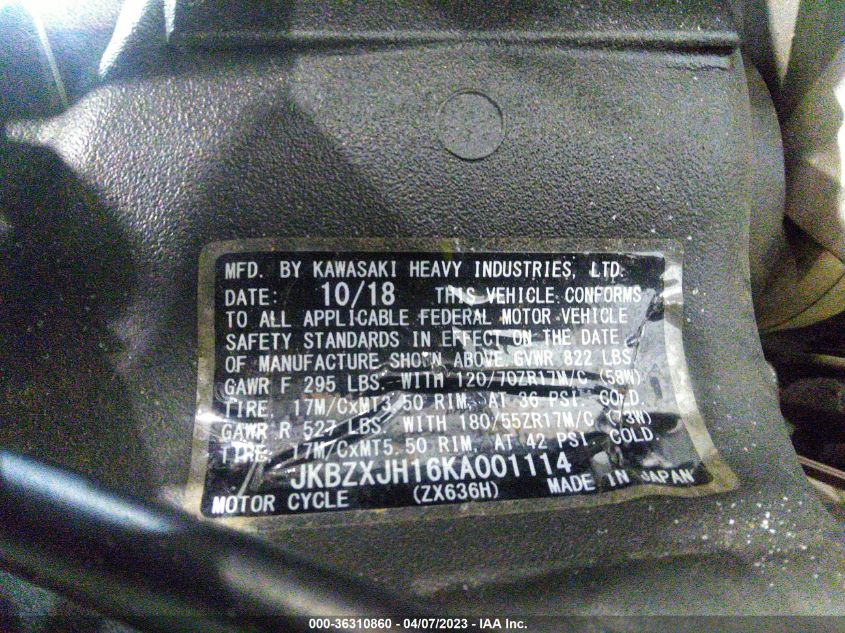 MFD. BY KAWASAKI HEAVY INDUSTRIES, LTD.
DATE: 10/18 THIS VEHICLE CONFORMS
TO ALL APPLICABLE FEDERAL MOTOR VEHICLE
SAFETY STANDARDS IN EFFECT ON THE DATE
OF MANUFACTURE SHOWN ABOVE GVWR 822 LBS
GAWR F 295 LBS. WITH 120/70ZR17M/C (58W)
TIRE. 17M/CxMT3.50 RIM. AT 36 PSI. COLD.
GAWR R 527 LBS. WITH 180/55ZR17M/C (73W)
TIRE. 17M/CxMT5.50 RIM. AT 42 PSI. COLD.
JKBZXJH16KA001114
MOTOR CYCLE (ZX636H) MADE IN JAPAN
000-36310860 - 04/07/2023 - IAA Inc.